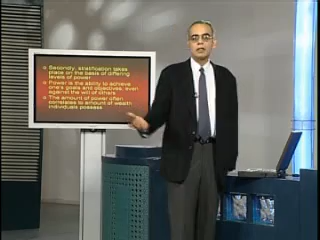 Secondly, stratification takes
place on the basis of differing
levels of power
Power is the ability to achieve
one's goals and objectives, even
against the will of others
The amount of power often
correlates to amount of wealth
individuals possess